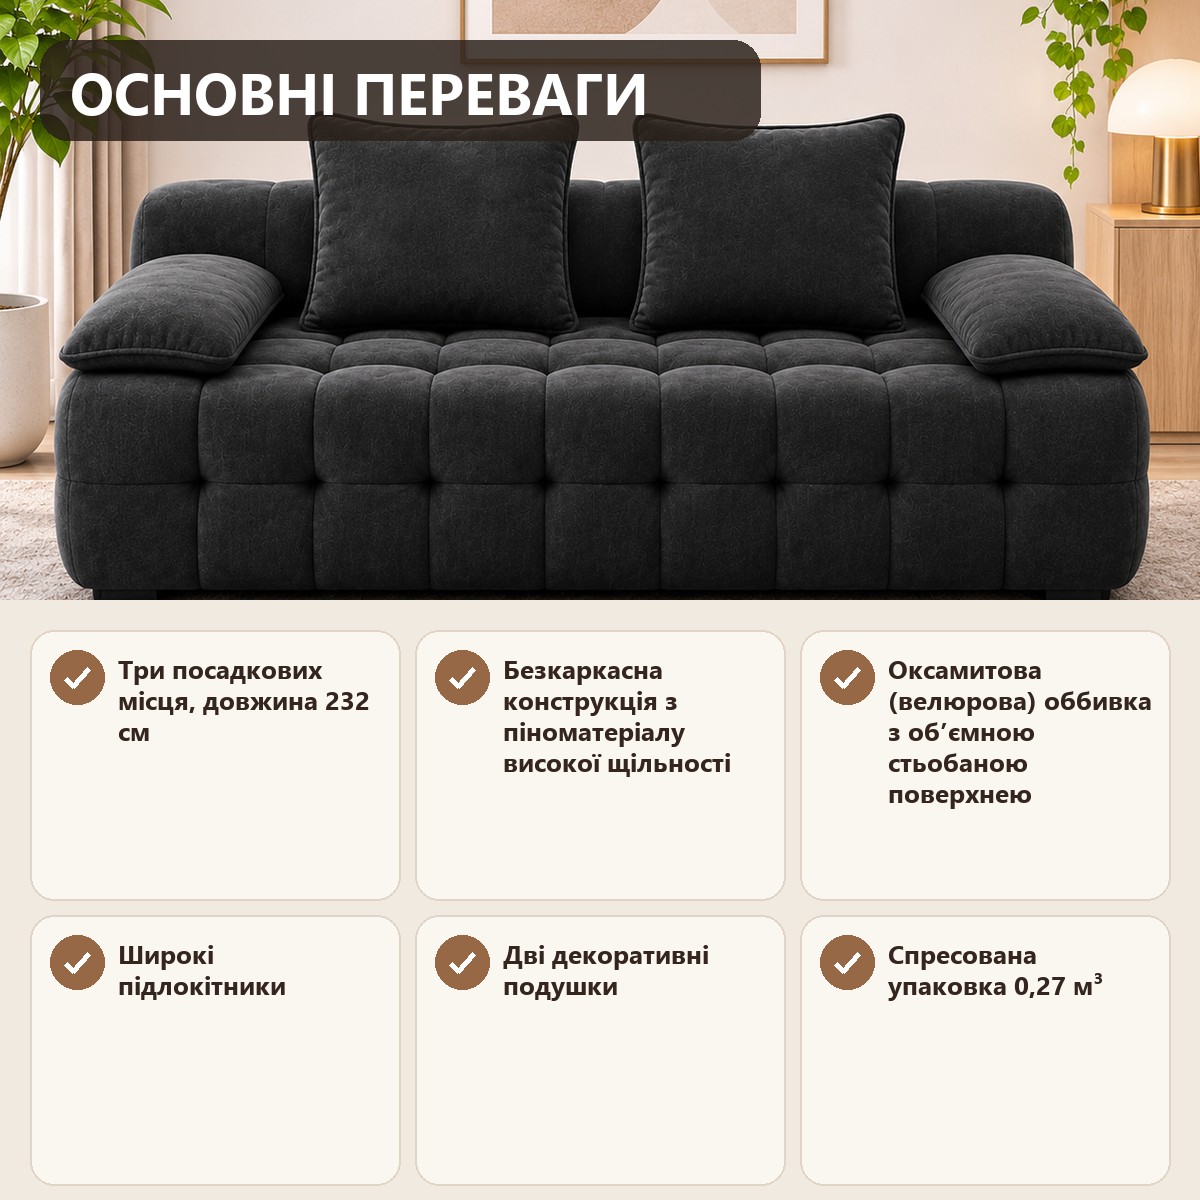 ОСНОВНІ ПЕРЕВАГИ
Три посадкових
місця, довжина 232
см
Безкаркасна
конструкція з
піноматеріалу
високої щільності
Оксамитова
(велюрова) оббивка
з об’ємною
стьобаною
поверхнею
Широкі
підлокітники
Дві декоративні
подушки
Спресована
упаковка 0,27 м³